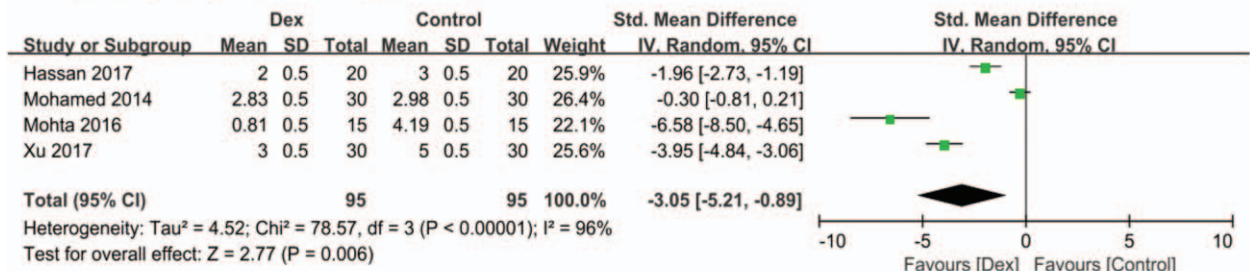 Dex Control Std. Mean Difference Std. Mean Difference
Study or Subgroup Mean SD Total Mean SD Total Weight IV, Random, 95% CI IV, Random, 95% CI
Hassan 2017 2 0.5 20 3 0.5 20 25.9% -1.96 [-2.73, -1.19]
Mohamed 2014 2.83 0.5 30 2.98 0.5 30 26.4% -0.30 [-0.81, 0.21]
Mohta 2016 0.81 0.5 15 4.19 0.5 15 22.1% -6.58 [-8.50, -4.65]
Xu 2017 3 0.5 30 5 0.5 30 25.6% -3.95 [-4.84, -3.06]
Total (95% CI) 95 95 100.0% -3.05 [-5.21, -0.89]
Heterogeneity: Tau² = 4.52; Chi² = 78.57, df = 3 (P < 0.00001); I² = 96%
Test for overall effect: Z = 2.77 (P = 0.006)
-10 -5 0 5 10
Favours [Dex] Favours [Control]